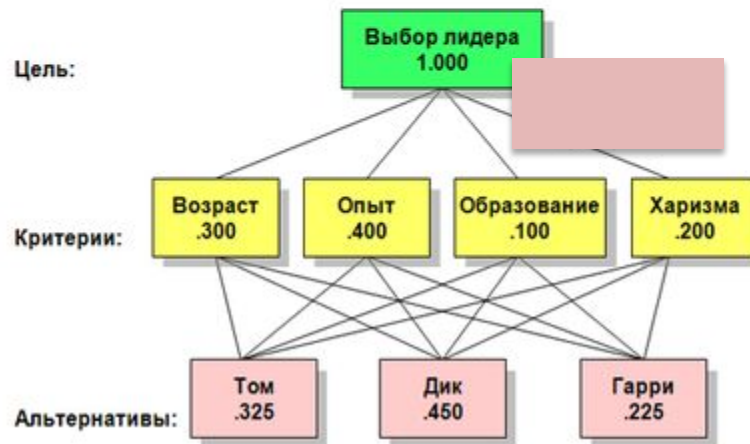 Выбор лидера
1.000
Цель:
Возраст
.300
Опыт
.400
Образование
.100
Харизма
.200
Критерии:
Том
.325
Дик
.450
Гарри
.225
Альтернативы: